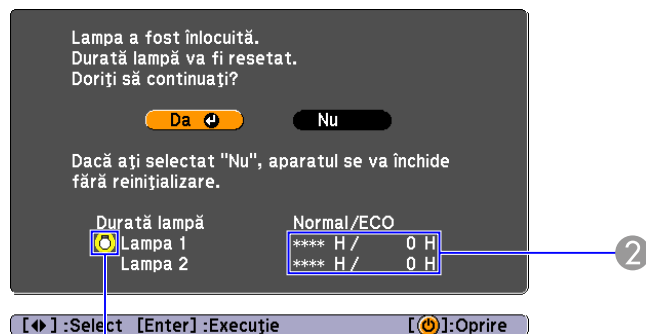 Lampa a fost înlocuită.
Durată lampă va fi resetat.
Doriţi să continuaţi?
Da Nu
Dacă aţi selectat "Nu", aparatul se va închide
fără reiniţializare.
Durată lampă Normal/ECO
Lampa 1 **** H / 0 H
Lampa 2 **** H / 0 H
2
[ ] :Select [Enter] :Execuţie [ ]:Oprire